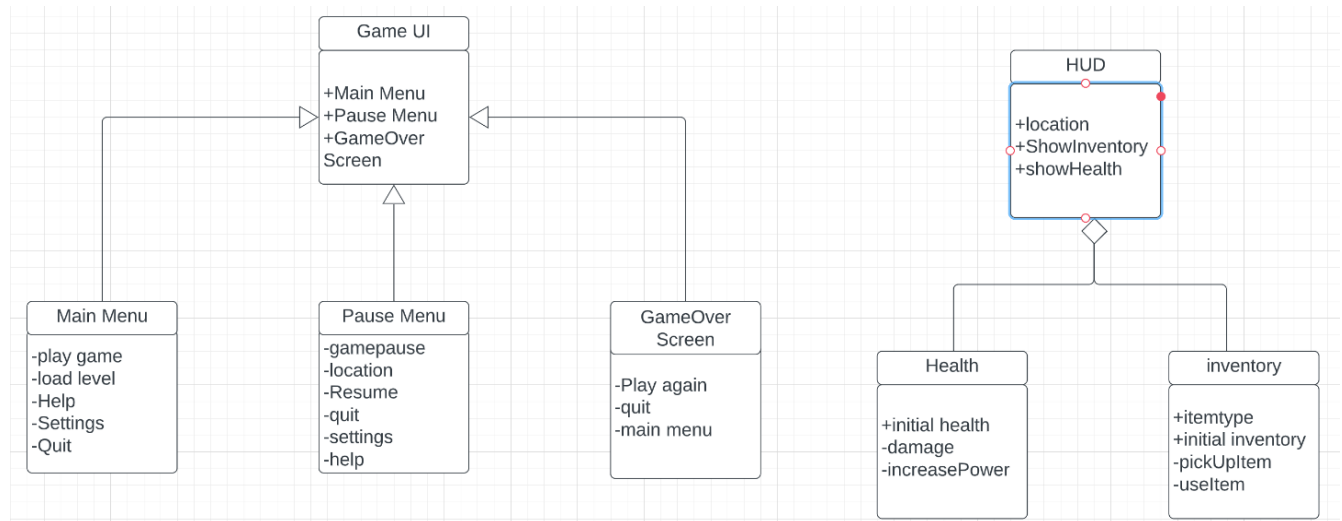 Game UI
+Main Menu
+Pause Menu
+GameOver
Screen
HUD
+location
+ShowInventory
+showHealth
Main Menu
-play game
-load level
-Help
-Settings
-Quit
Pause Menu
-gamepause
-location
-Resume
-quit
-settings
-help
GameOver
Screen
-Play again
-quit
-main menu
Health
+initial health
-damage
-increasePower
inventory
+itemtype
+initial inventory
-pickUpItem
-useItem